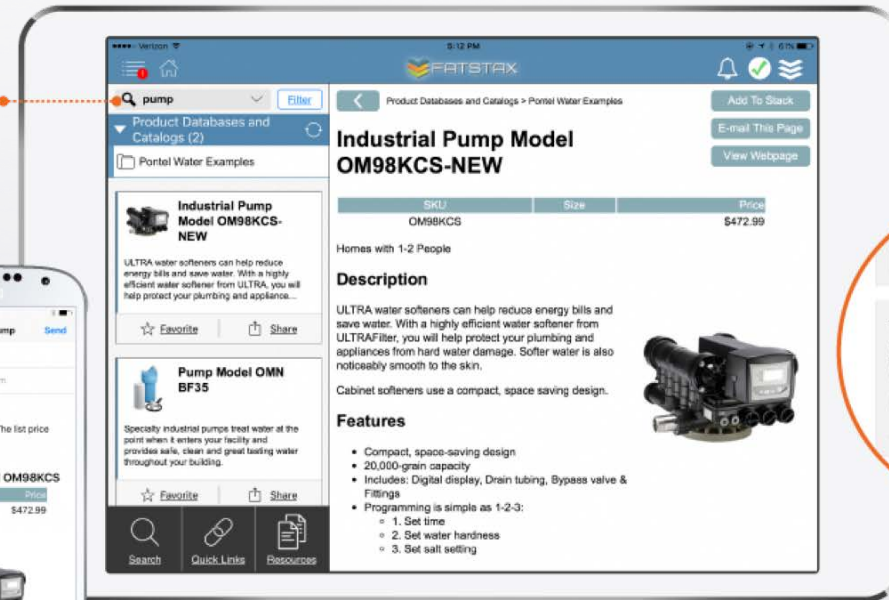 Verizon
5:12 PM
61%
FATSTAX
pump
Filter
Product Databases and
Catalogs (2)
Pontel Water Examples
Industrial Pump
Model OM98KCS-
NEW
ULTRA water softeners can help reduce
energy bills and save water. With a highly
efficient water softener from ULTRA, you will
help protect your plumbing and appliance...
Favorite
Share
Pump Model OMN
BF35
Specialty industrial pumps treat water at the
point when it enters your facility and
provides safe, clean and great tasting water
throughout your building.
Favorite
Share
Search
Quick Links
Resources
Product Databases and Catalogs > Pontel Water Examples
Add To Stack
E-mail This Page
View Webpage
Industrial Pump Model
OM98KCS-NEW
SKU Size Price
OM98KCS $472.99
Homes with 1-2 People
Description
ULTRA water softeners can help reduce energy bills and
save water. With a highly efficient water softener from
ULTRAFilter, you will help protect your plumbing and
appliances from hard water damage. Softer water is also
noticeably smooth to the skin.
Cabinet softeners use a compact, space saving design.
Features
• Compact, space-saving design
• 20,000-grain capacity
• Includes: Digital display, Drain tubing, Bypass valve &
Fittings
• Programming is simple as 1-2-3:
1. Set time
2. Set water hardness
3. Set salt setting
Send
he list price
OM98KCS
Price
$472.99